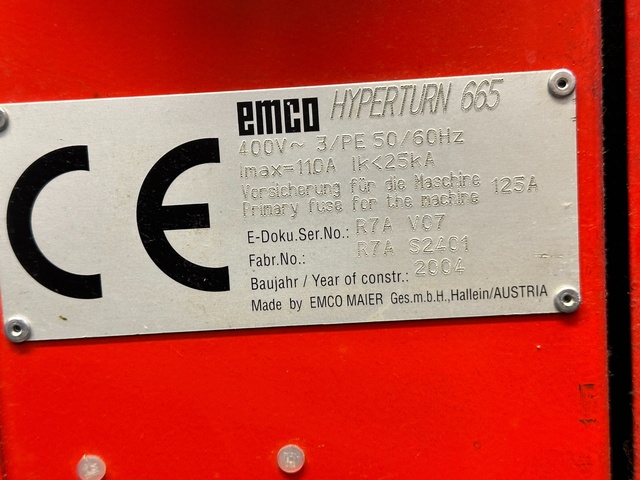 CE
emco HYPERTURN 665
400V~ 3/PE 50/60Hz
Imax=110A Ik<25kA
Vorsicherung für die Maschine
Primary fuse for the machine 125A
E-Doku.Ser.No.: R7A V07
Fabr.No.: R7A S2401
Baujahr / Year of constr.: 2004
Made by EMCO MAIER Ges.m.b.H.,Hallein/AUSTRIA